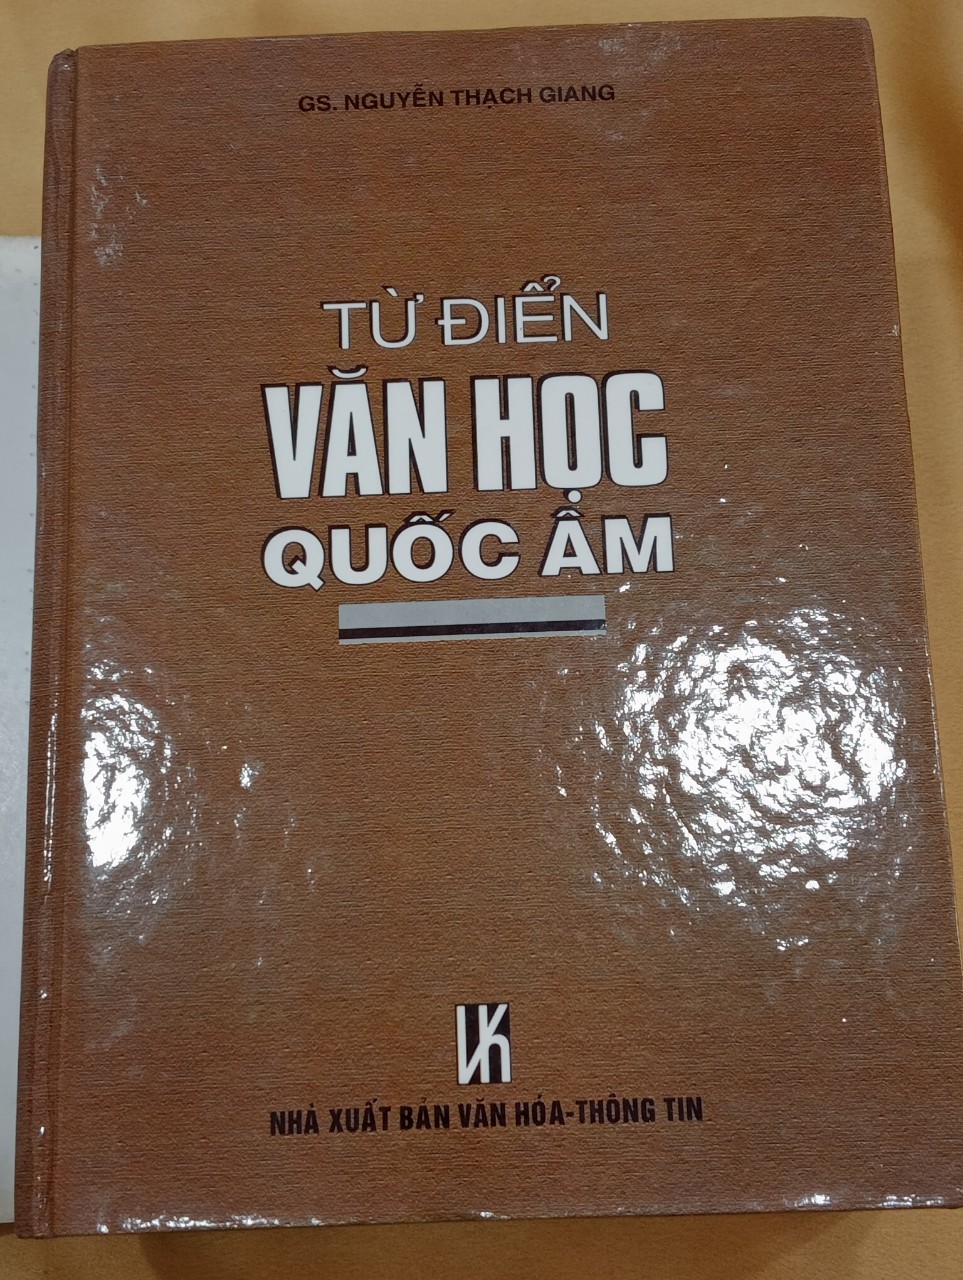 GS. NGUYỄN THẠCH GIANG
TỪ ĐIỂN
VĂN HỌC
QUỐC ÂM
NHÀ XUẤT BẢN VĂN HÓA-THÔNG TIN